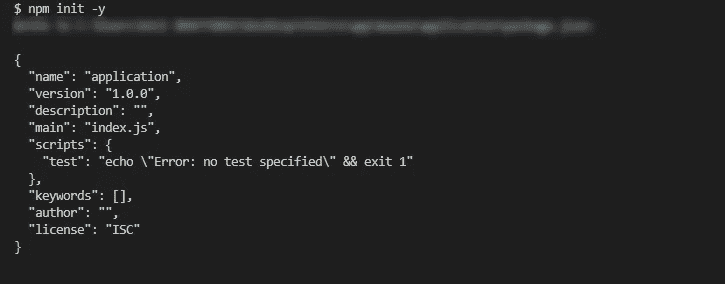 $ npm init -y
{
  "name": "application",
  "version": "1.0.0",
  "description": "",
  "main": "index.js",
  "scripts": {
    "test": "echo \"Error: no test specified\" && exit 1"
  },
  "keywords": [],
  "author": "",
  "license": "ISC"
}